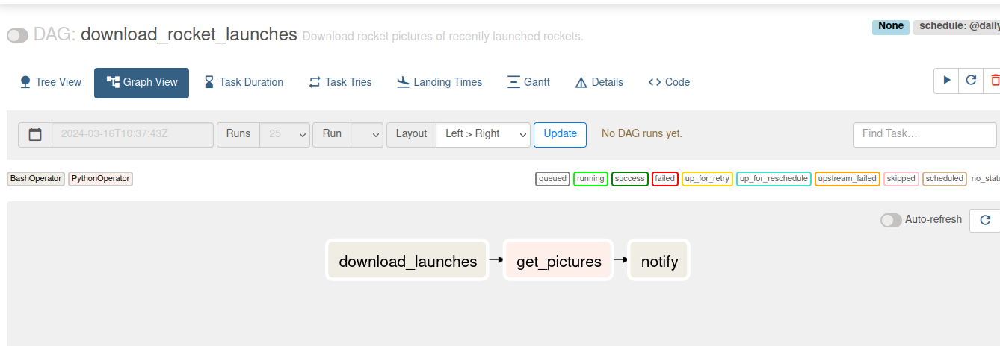 DAG: download_rocket_launches Download rocket pictures of recently launched rockets. None schedule: @daily
Tree View Graph View Task Duration Task Tries Landing Times Gantt Details Code
2024-03-16T10:37:43Z Runs 25 Run Layout Left > Right Update No DAG runs yet. Find Task...
BashOperator PythonOperator queued running success failed up_for_retry up_for_reschedule upstream_failed skipped scheduled no_statu
Auto-refresh
download_launches get_pictures notify